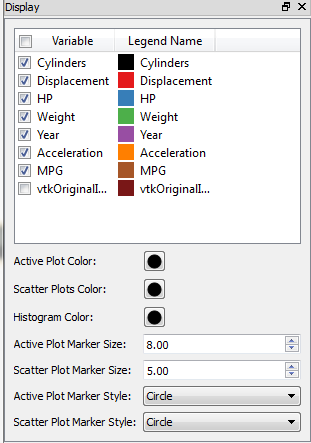 Display
Variable Legend Name
Cylinders Cylinders
Displacement Displacement
HP HP
Weight Weight
Year Year
Acceleration Acceleration
MPG MPG
vtkOriginalI... vtkOriginalI...
Active Plot Color:
Scatter Plots Color:
Histogram Color:
Active Plot Marker Size: 8.00
Scatter Plot Marker Size: 5.00
Active Plot Marker Style: Circle
Scatter Plot Marker Style: Circle